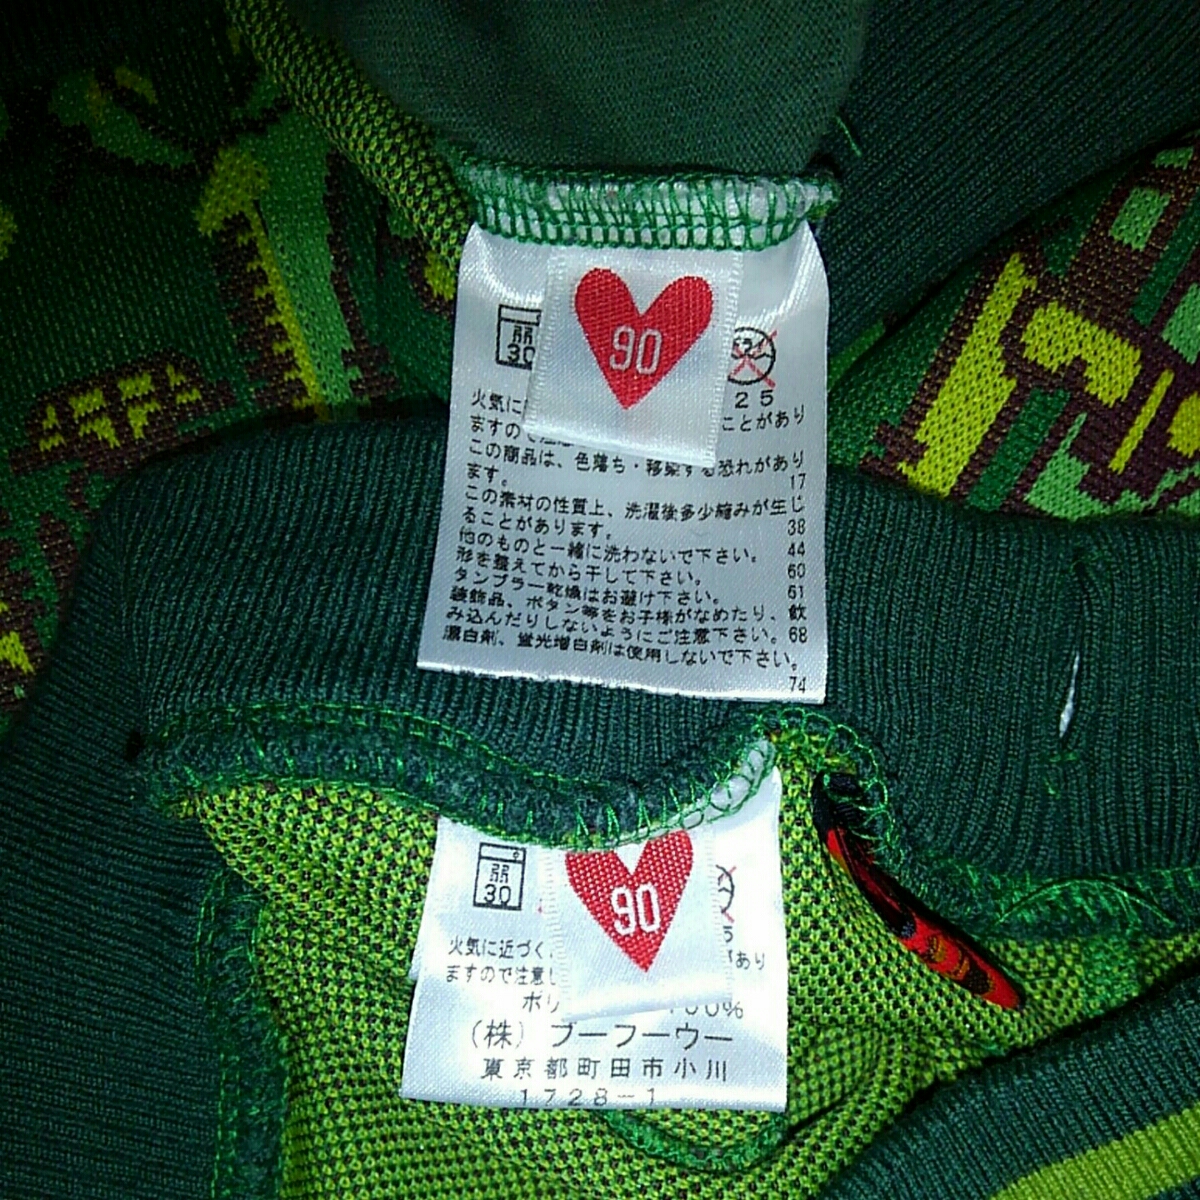 90
弱
30
25
火気に
ことがあり
ますので注意
この商品は、色落ち・移染する恐れがあり
ます。
17
この素材の性質上、洗濯後多少縮みが生じ
ることがあります。
38
他のものと一緒に洗わないで下さい。 44
形を整えてから干して下さい。 60
タンブラー乾燥はお避け下さい。 61
装飾品、ボタン等をお子様がなめたり、飲
み込んだりしないようにご注意下さい。 68
漂白剤、蛍光増白剤は使用しないで下さい。
74
90
弱
30
5
火気に近づく
があり
ますので注意し
ポリ
100%
(株) ブーフーウー
東京都町田市小川
1728-1